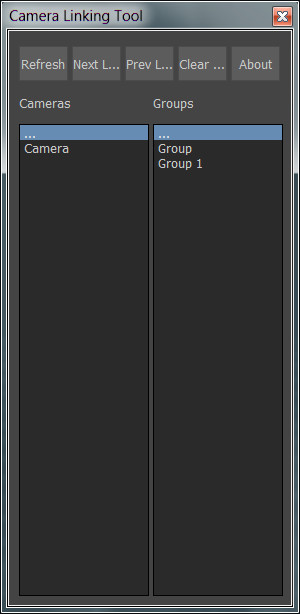 Camera Linking Tool
Refresh Next L... Prev L... Clear ... About
Cameras Groups
... ...
Camera Group
Group 1